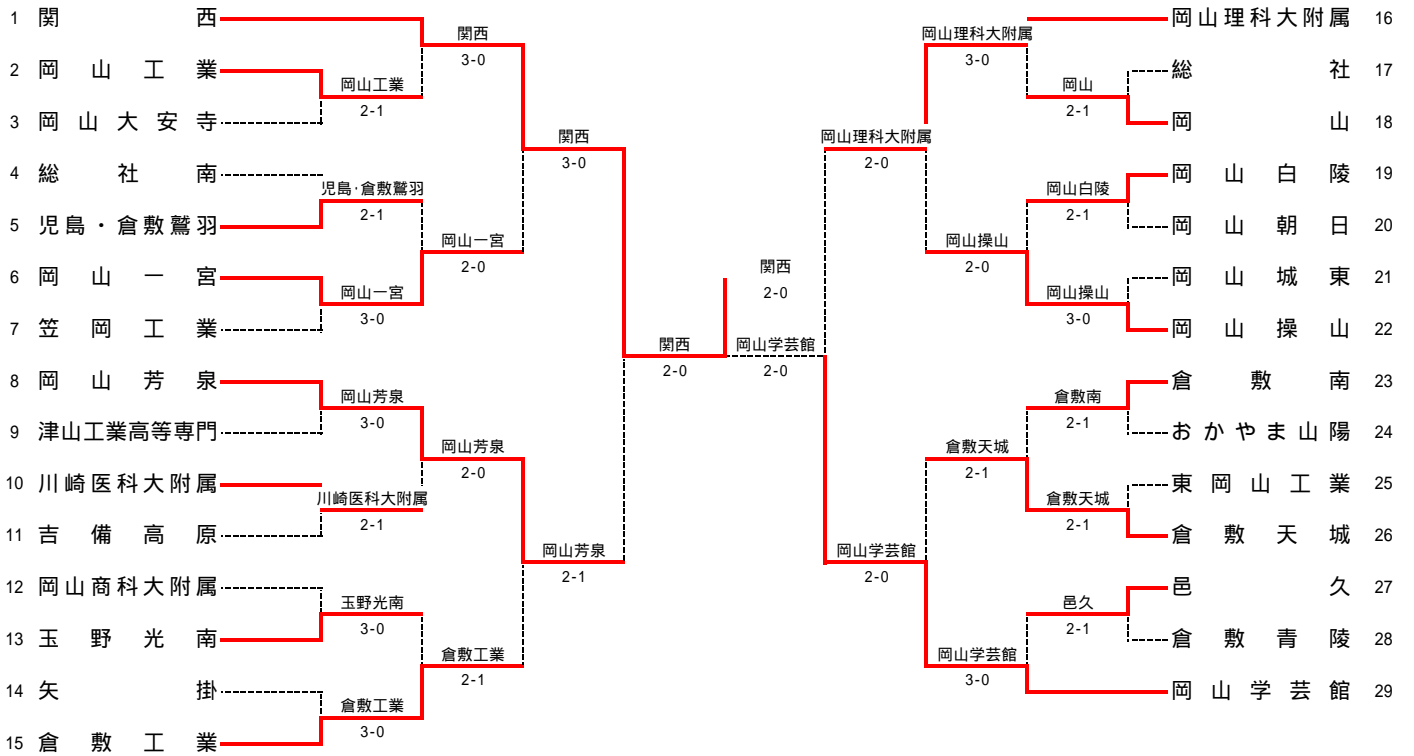 1 関西
2 岡山工業
3 岡山大安寺
4 総社南
5 児島・倉敷鷲羽
6 岡山一宮
7 笠岡工業
8 岡山芳泉
9 津山工業高等専門
10 川崎医科大附属
11 吉備高原
12 岡山商科大附属
13 玉野光南
14 矢掛
15 倉敷工業
岡山工業
2-1
児島・倉敷鷲羽
2-1
岡山一宮
3-0
岡山芳泉
3-0
川崎医科大附属
2-1
玉野光南
3-0
倉敷工業
3-0
関西
3-0
岡山一宮
2-0
岡山芳泉
2-0
倉敷工業
2-1
関西
3-0
岡山芳泉
2-1
関西
2-0
関西
2-0
岡山学芸館
2-0
岡山理科大附属
2-0
岡山学芸館
2-0
岡山理科大附属
3-0
岡山操山
2-0
倉敷天城
2-1
岡山学芸館
3-0
岡山
2-1
岡山白陵
2-1
岡山操山
3-0
倉敷南
2-1
倉敷天城
2-1
邑久
2-1
岡山理科大附属 16
総社 17
岡山 18
岡山白陵 19
岡山朝日 20
岡山城東 21
岡山操山 22
倉敷南 23
おかやま山陽 24
東岡山工業 25
倉敷天城 26
邑久 27
倉敷青陵 28
岡山学芸館 29